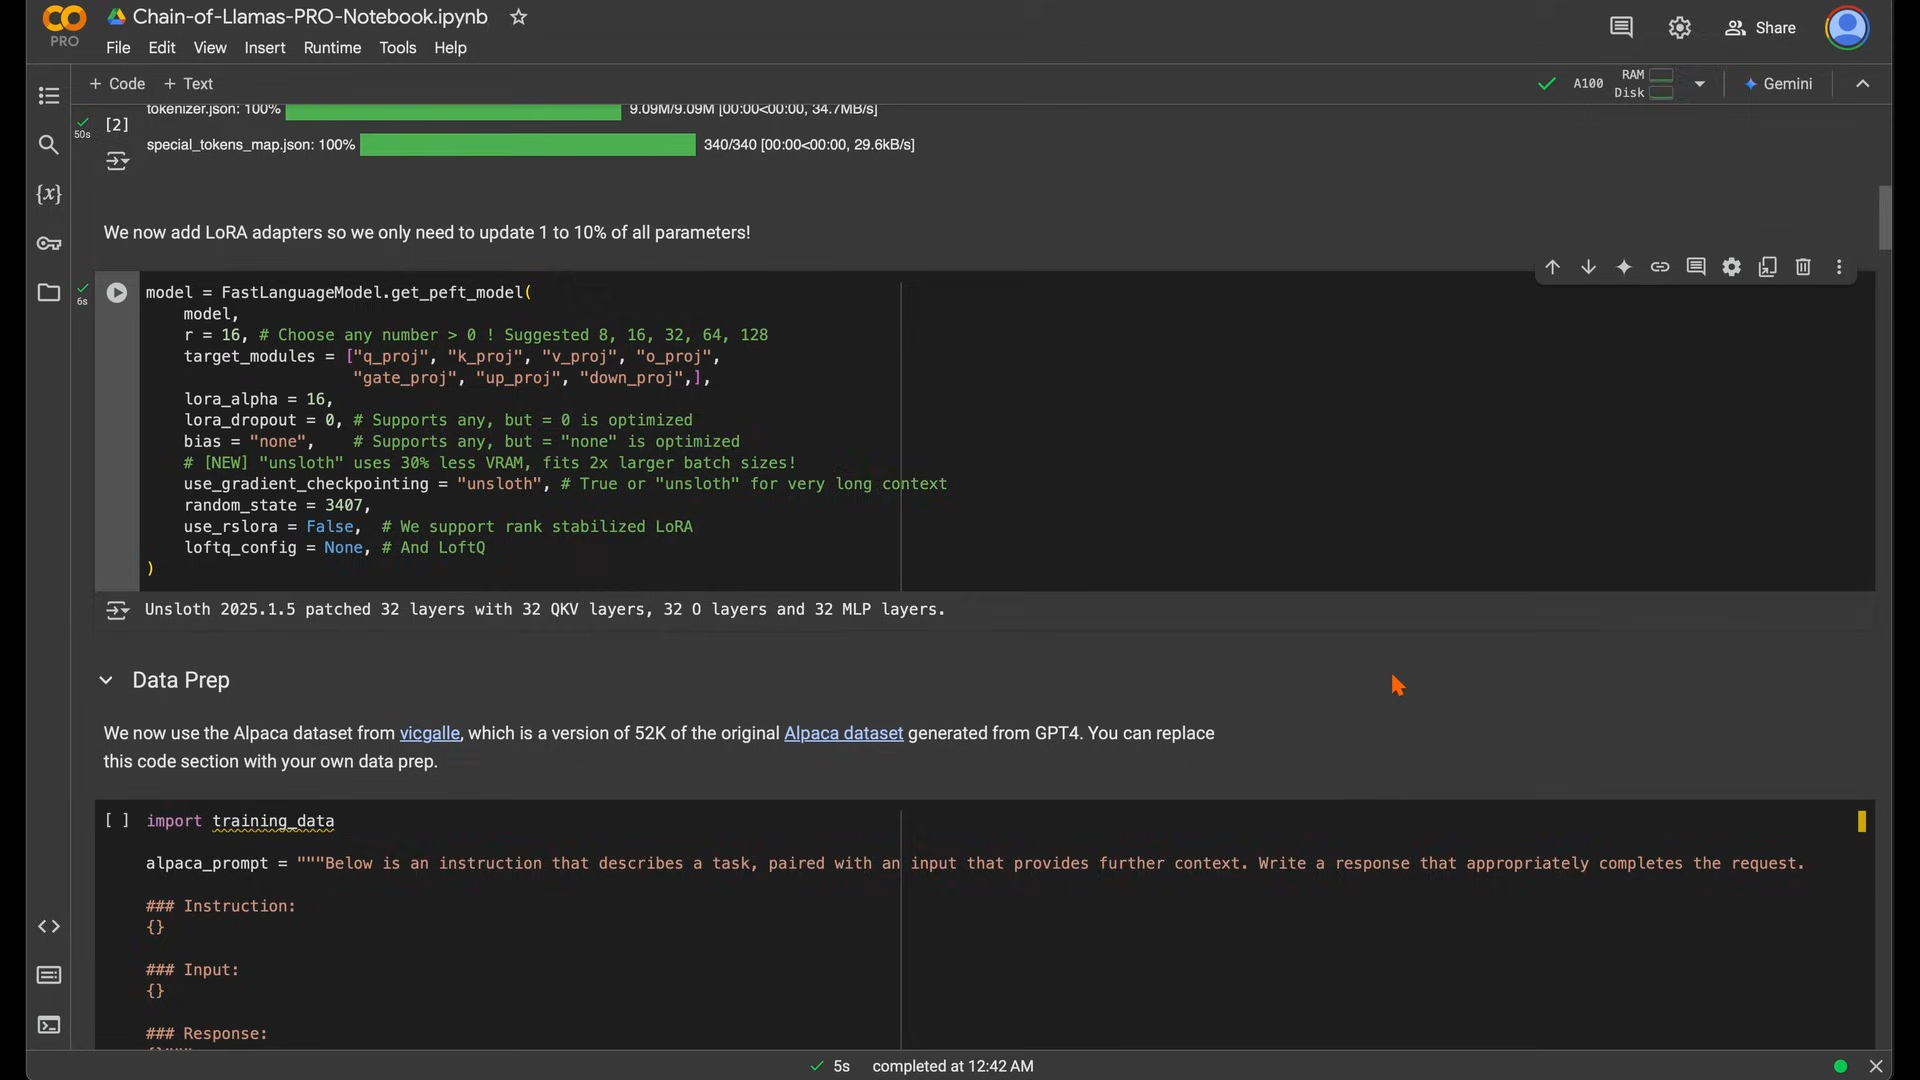 Chain-of-Llamas-PRO-Notebook.ipynb
PRO
File Edit View Insert Runtime Tools Help
Share
+ Code + Text
A100
RAM
Disk
Gemini
tokenizer.json: 100% 9.09M/9.09M [00:00<00:00, 34.7MB/s]
50s
[2]
special_tokens_map.json: 100% 340/340 [00:00<00:00, 29.6kB/s]
{x}
We now add LoRA adapters so we only need to update 1 to 10% of all parameters!
6s
model = FastLanguageModel.get_peft_model(
model,
r = 16, # Choose any number > 0 ! Suggested 8, 16, 32, 64, 128
target_modules = ["q_proj", "k_proj", "v_proj", "o_proj",
"gate_proj", "up_proj", "down_proj",],
lora_alpha = 16,
lora_dropout = 0, # Supports any, but = 0 is optimized
bias = "none", # Supports any, but = "none" is optimized
# [NEW] "unsloth" uses 30% less VRAM, fits 2x larger batch sizes!
use_gradient_checkpointing = "unsloth", # True or "unsloth" for very long context
random_state = 3407,
use_rslora = False, # We support rank stabilized LoRA
loftq_config = None, # And LoftQ
)
Unsloth 2025.1.5 patched 32 layers with 32 QKV layers, 32 O layers and 32 MLP layers.
Data Prep
We now use the Alpaca dataset from vicgalle, which is a version of 52K of the original Alpaca dataset generated from GPT4. You can replace
this code section with your own data prep.
[ ] import training_data
alpaca_prompt = """Below is an instruction that describes a task, paired with an input that provides further context. Write a response that appropriately completes the request.
### Instruction:
{}
### Input:
{}
### Response:
5s completed at 12:42 AM